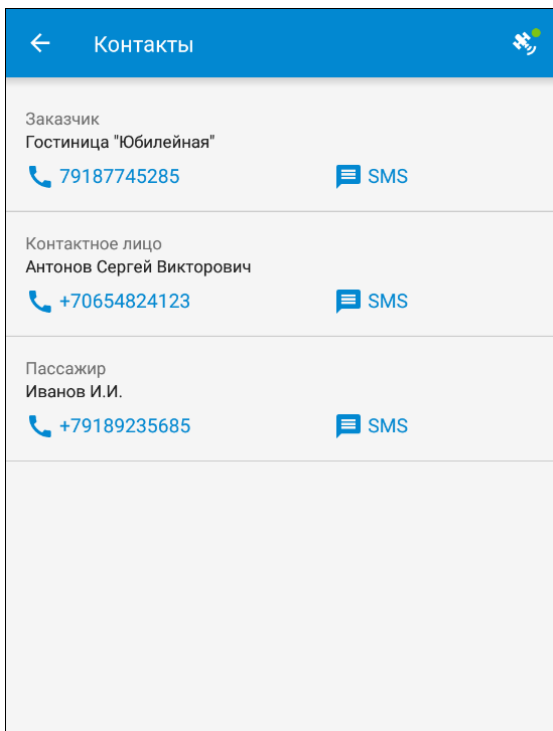 Контакты
Заказчик
Гостиница "Юбилейная"
79187745285 SMS
Контактное лицо
Антонов Сергей Викторович
+70654824123 SMS
Пассажир
Иванов И.И.
+79189235685 SMS